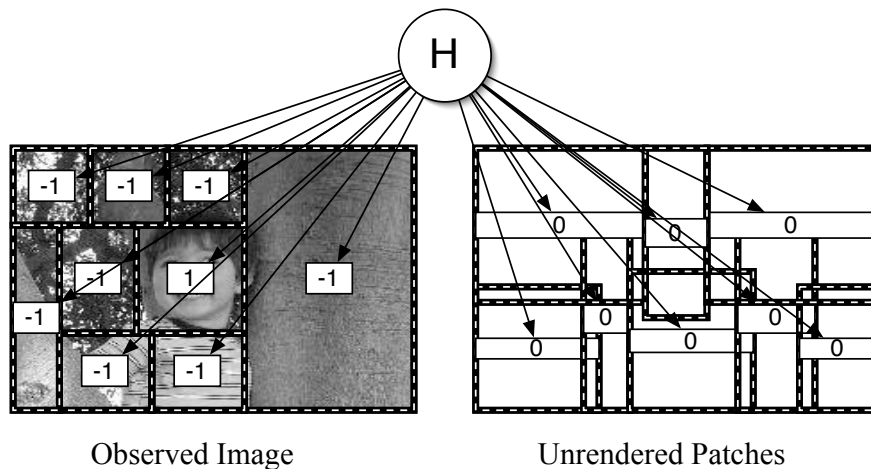 H
-1 -1 -1
-1 1 -1
-1
-1 -1
0 0 0
0 0
0 0 0
Observed Image
Unrendered Patches